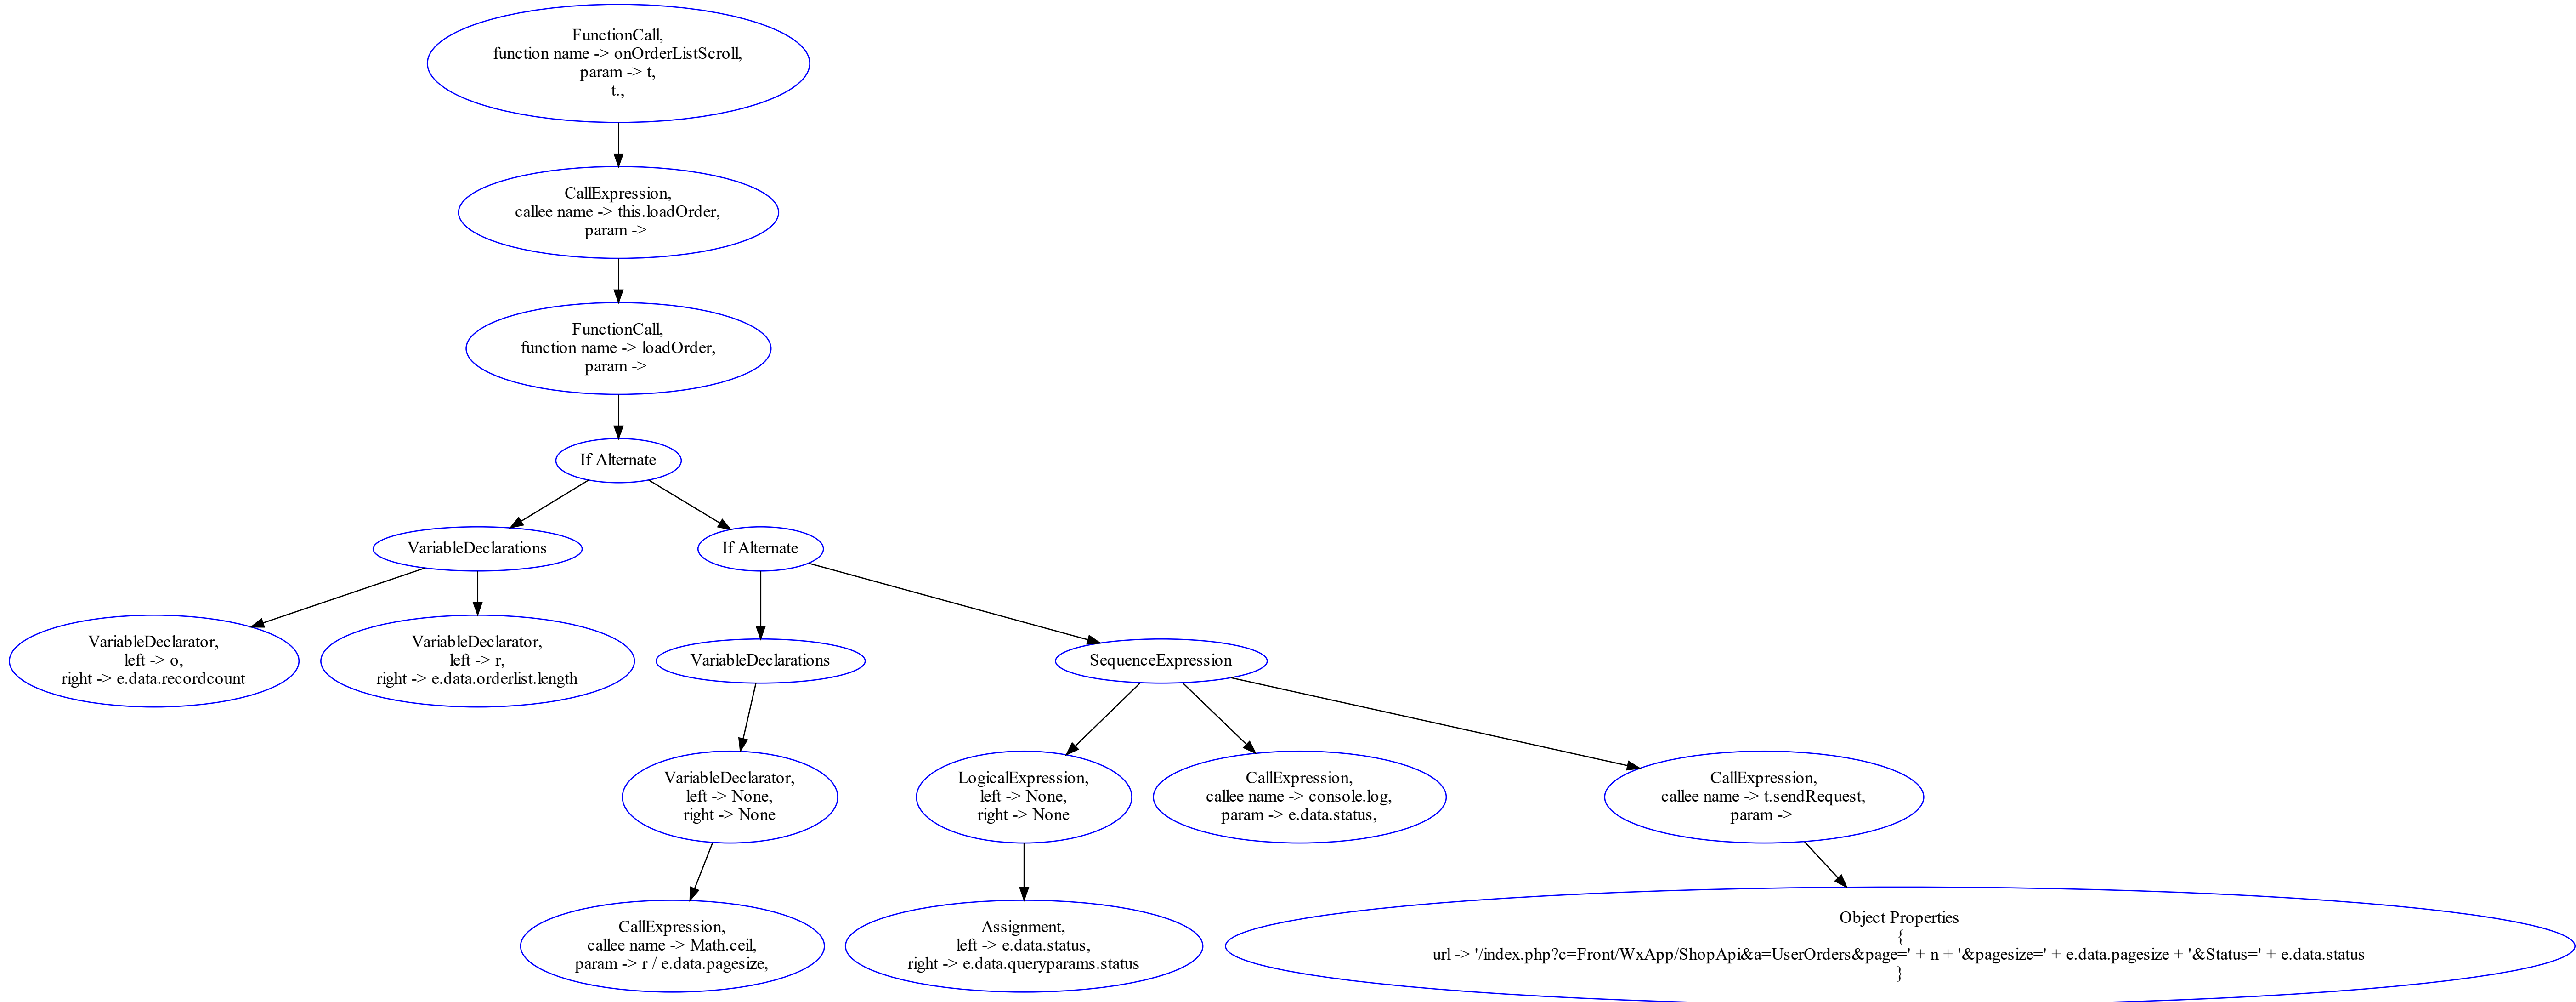 FunctionCall,
function name -> onOrderListScroll,
param -> t,
t.,
CallExpression,
callee name -> this.loadOrder,
param ->
FunctionCall,
function name -> loadOrder,
param ->
If Alternate
VariableDeclarations
If Alternate
VariableDeclarator,
left -> o,
right -> e.data.recordcount
VariableDeclarator,
left -> r,
right -> e.data.orderlist.length
VariableDeclarations
SequenceExpression
VariableDeclarator,
left -> None,
right -> None
LogicalExpression,
left -> None,
right -> None
CallExpression,
callee name -> console.log,
param -> e.data.status,
CallExpression,
callee name -> t.sendRequest,
param ->
CallExpression,
callee name -> Math.ceil,
param -> r / e.data.pagesize,
Assignment,
left -> e.data.status,
right -> e.data.queryparams.status
Object Properties
{
url -> '/index.php?c=Front/WxApp/ShopApi&a=UserOrders&page=' + n + '&pagesize=' + e.data.pagesize + '&Status=' + e.data.status
}